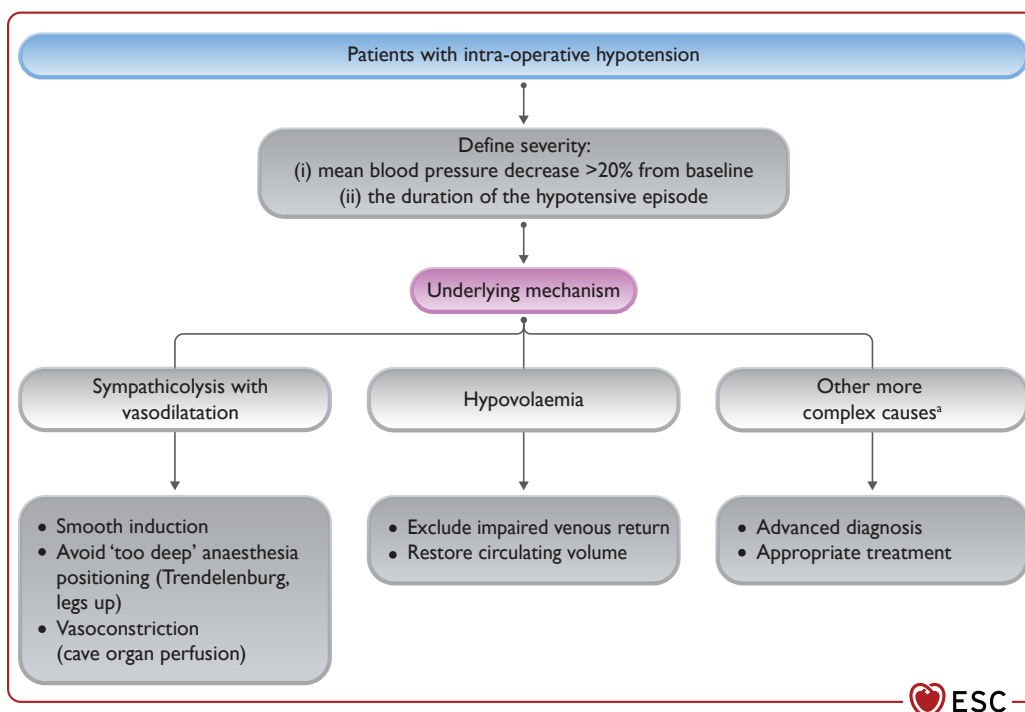 Patients with intra-operative hypotension
Define severity:
(i) mean blood pressure decrease >20% from baseline
(ii) the duration of the hypotensive episode
Underlying mechanism
Sympathicolysis with
vasodilatation
Hypovolaemia
Other more
complex causesᵃ
• Smooth induction
• Avoid ‘too deep’ anaesthesia
positioning (Trendelenburg,
legs up)
• Vasoconstriction
(cave organ perfusion)
• Exclude impaired venous return
• Restore circulating volume
• Advanced diagnosis
• Appropriate treatment
ESC